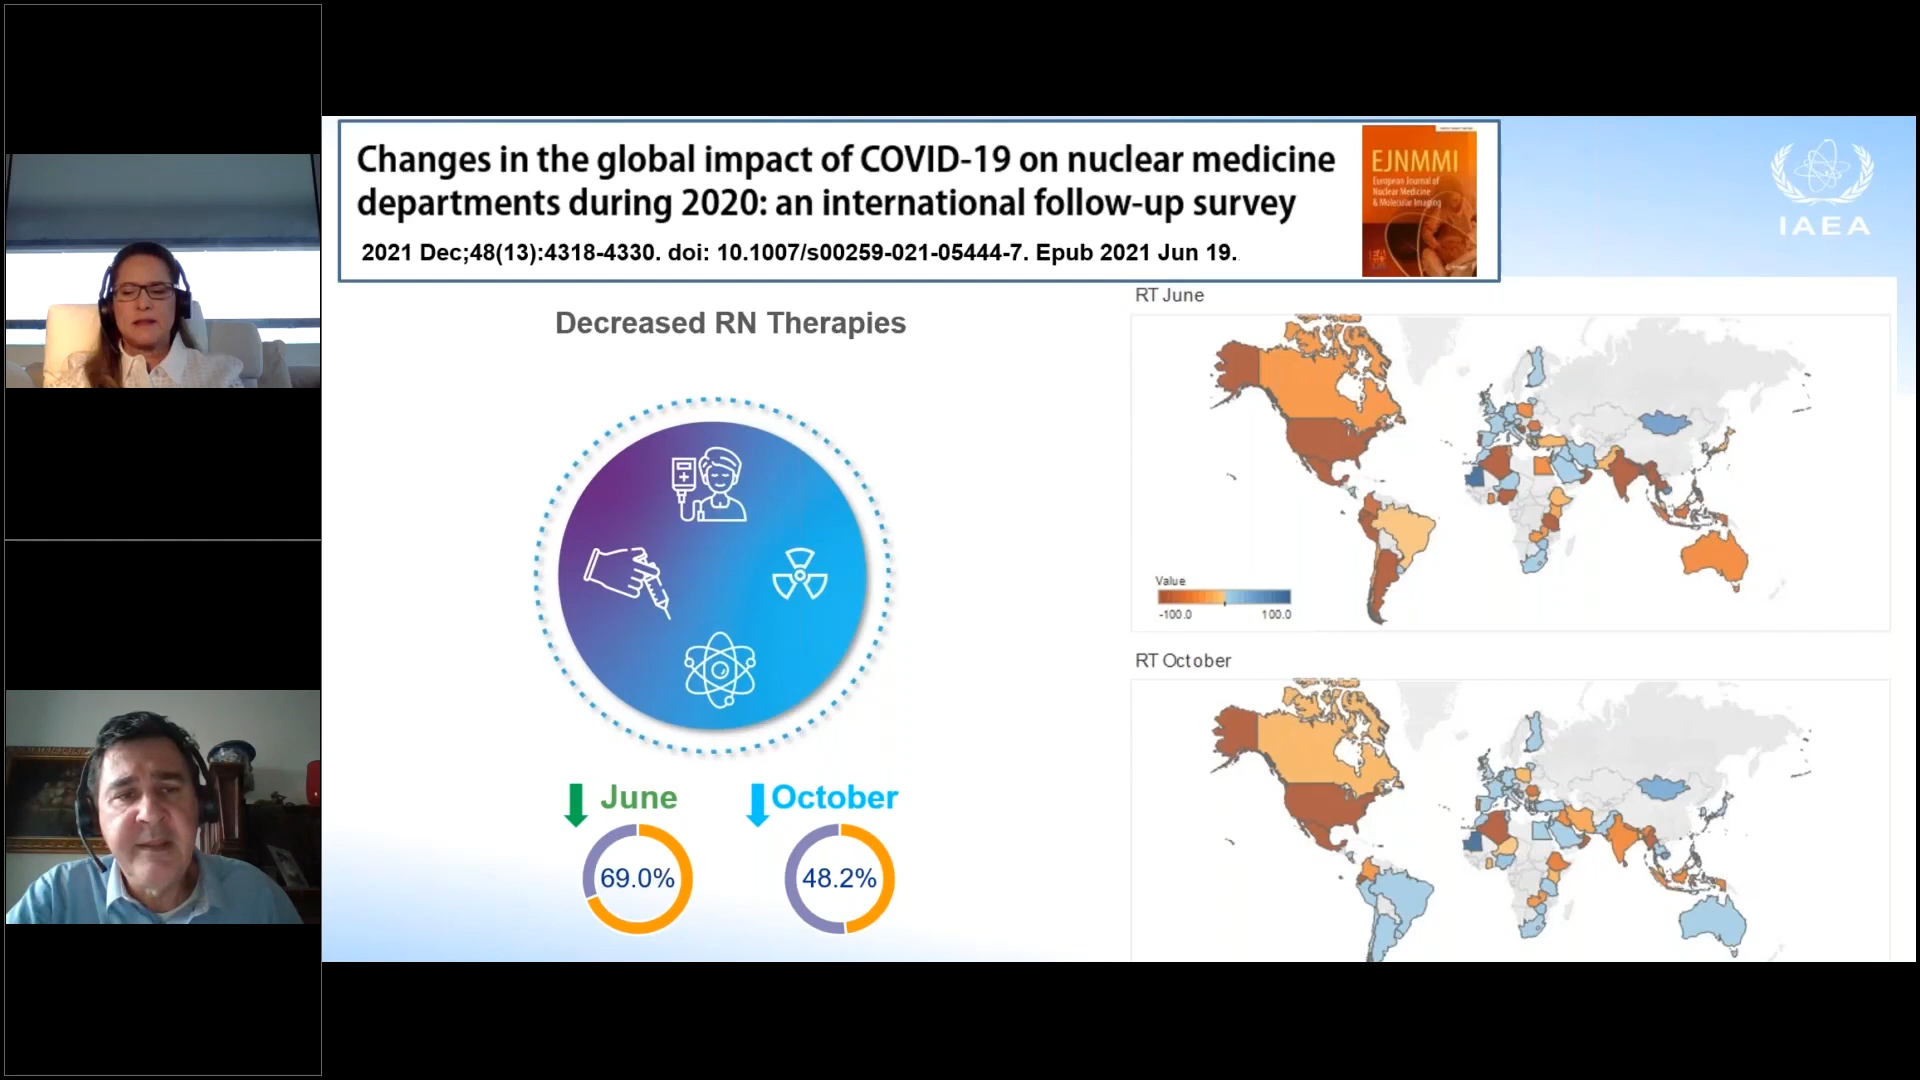 Changes in the global impact of COVID-19 on nuclear medicine
departments during 2020: an international follow-up survey
2021 Dec;48(13):4318-4330. doi: 10.1007/s00259-021-05444-7. Epub 2021 Jun 19.
EJNMMI
European Journal of
Nuclear Medicine
& Molecular Imaging
IAEA
Decreased RN Therapies
June
October
69.0%
48.2%
RT June
Value
-100.0 100.0
RT October